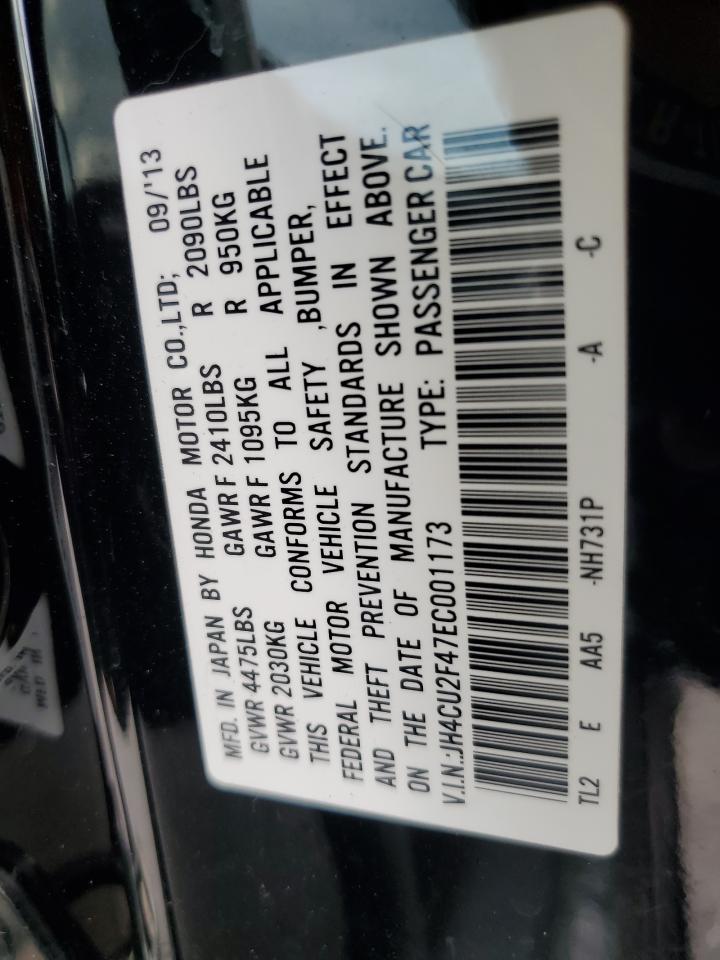 MFD. IN JAPAN BY HONDA MOTOR CO.,LTD; 09/'13
GVWR 4475LBS GAWR F 2410LBS R 2090LBS
GVWR 2030KG GAWR F 1095KG R 950KG
THIS VEHICLE CONFORMS TO ALL APPLICABLE
FEDERAL MOTOR VEHICLE SAFETY ,BUMPER,
AND THEFT PREVENTION STANDARDS IN EFFECT
ON THE DATE OF MANUFACTURE SHOWN ABOVE.
V.I.N.:JH4CU2F47EC001173 TYPE: PASSENGER CAR
TL2 E AA5 -NH731P -A -C